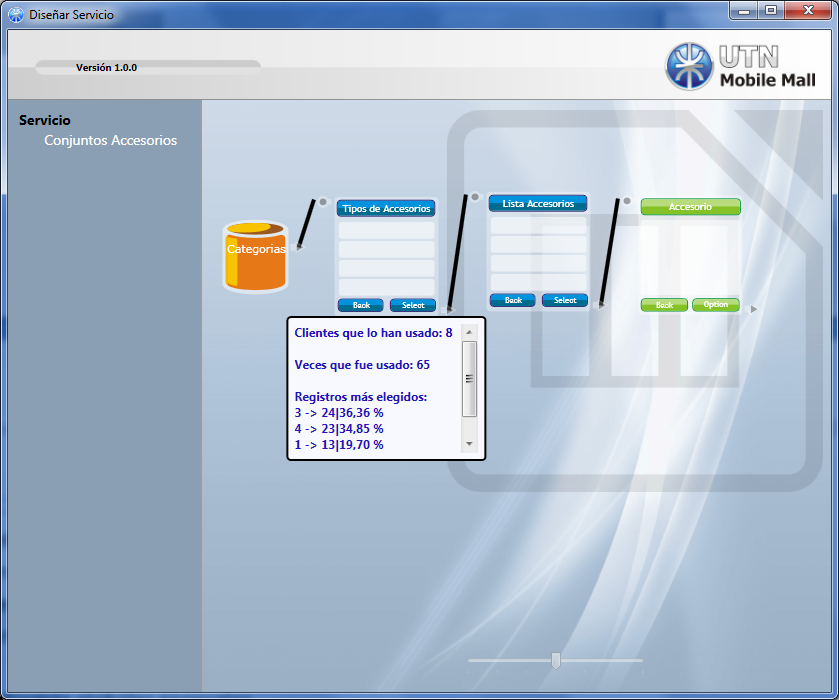 Diseñar Servicio
Versión 1.0.0
UTN
Mobile Mall
Servicio
Conjuntos Accesorios
Categorias
Tipos de Accesorios
Back
Select
Lista Accesorios
Back
Select
Accesorio
Back
Option
Clientes que lo han usado: 8
Veces que fue usado: 65
Registros más elegidos:
3 -> 24|36,36 %
4 -> 23|34,85 %
1 -> 13|19,70 %